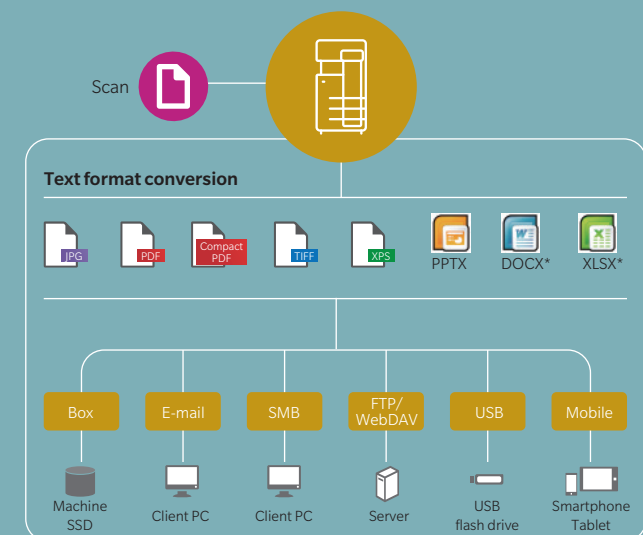 Scan
Text format conversion
JPG
PDF
Compact
PDF
TIFF
XPS
PPTX
DOCX*
XLSX*
Box
E-mail
SMB
FTP/
WebDAV
USB
Mobile
Machine
SSD
Client PC
Client PC
Server
USB
flash drive
Smartphone
Tablet